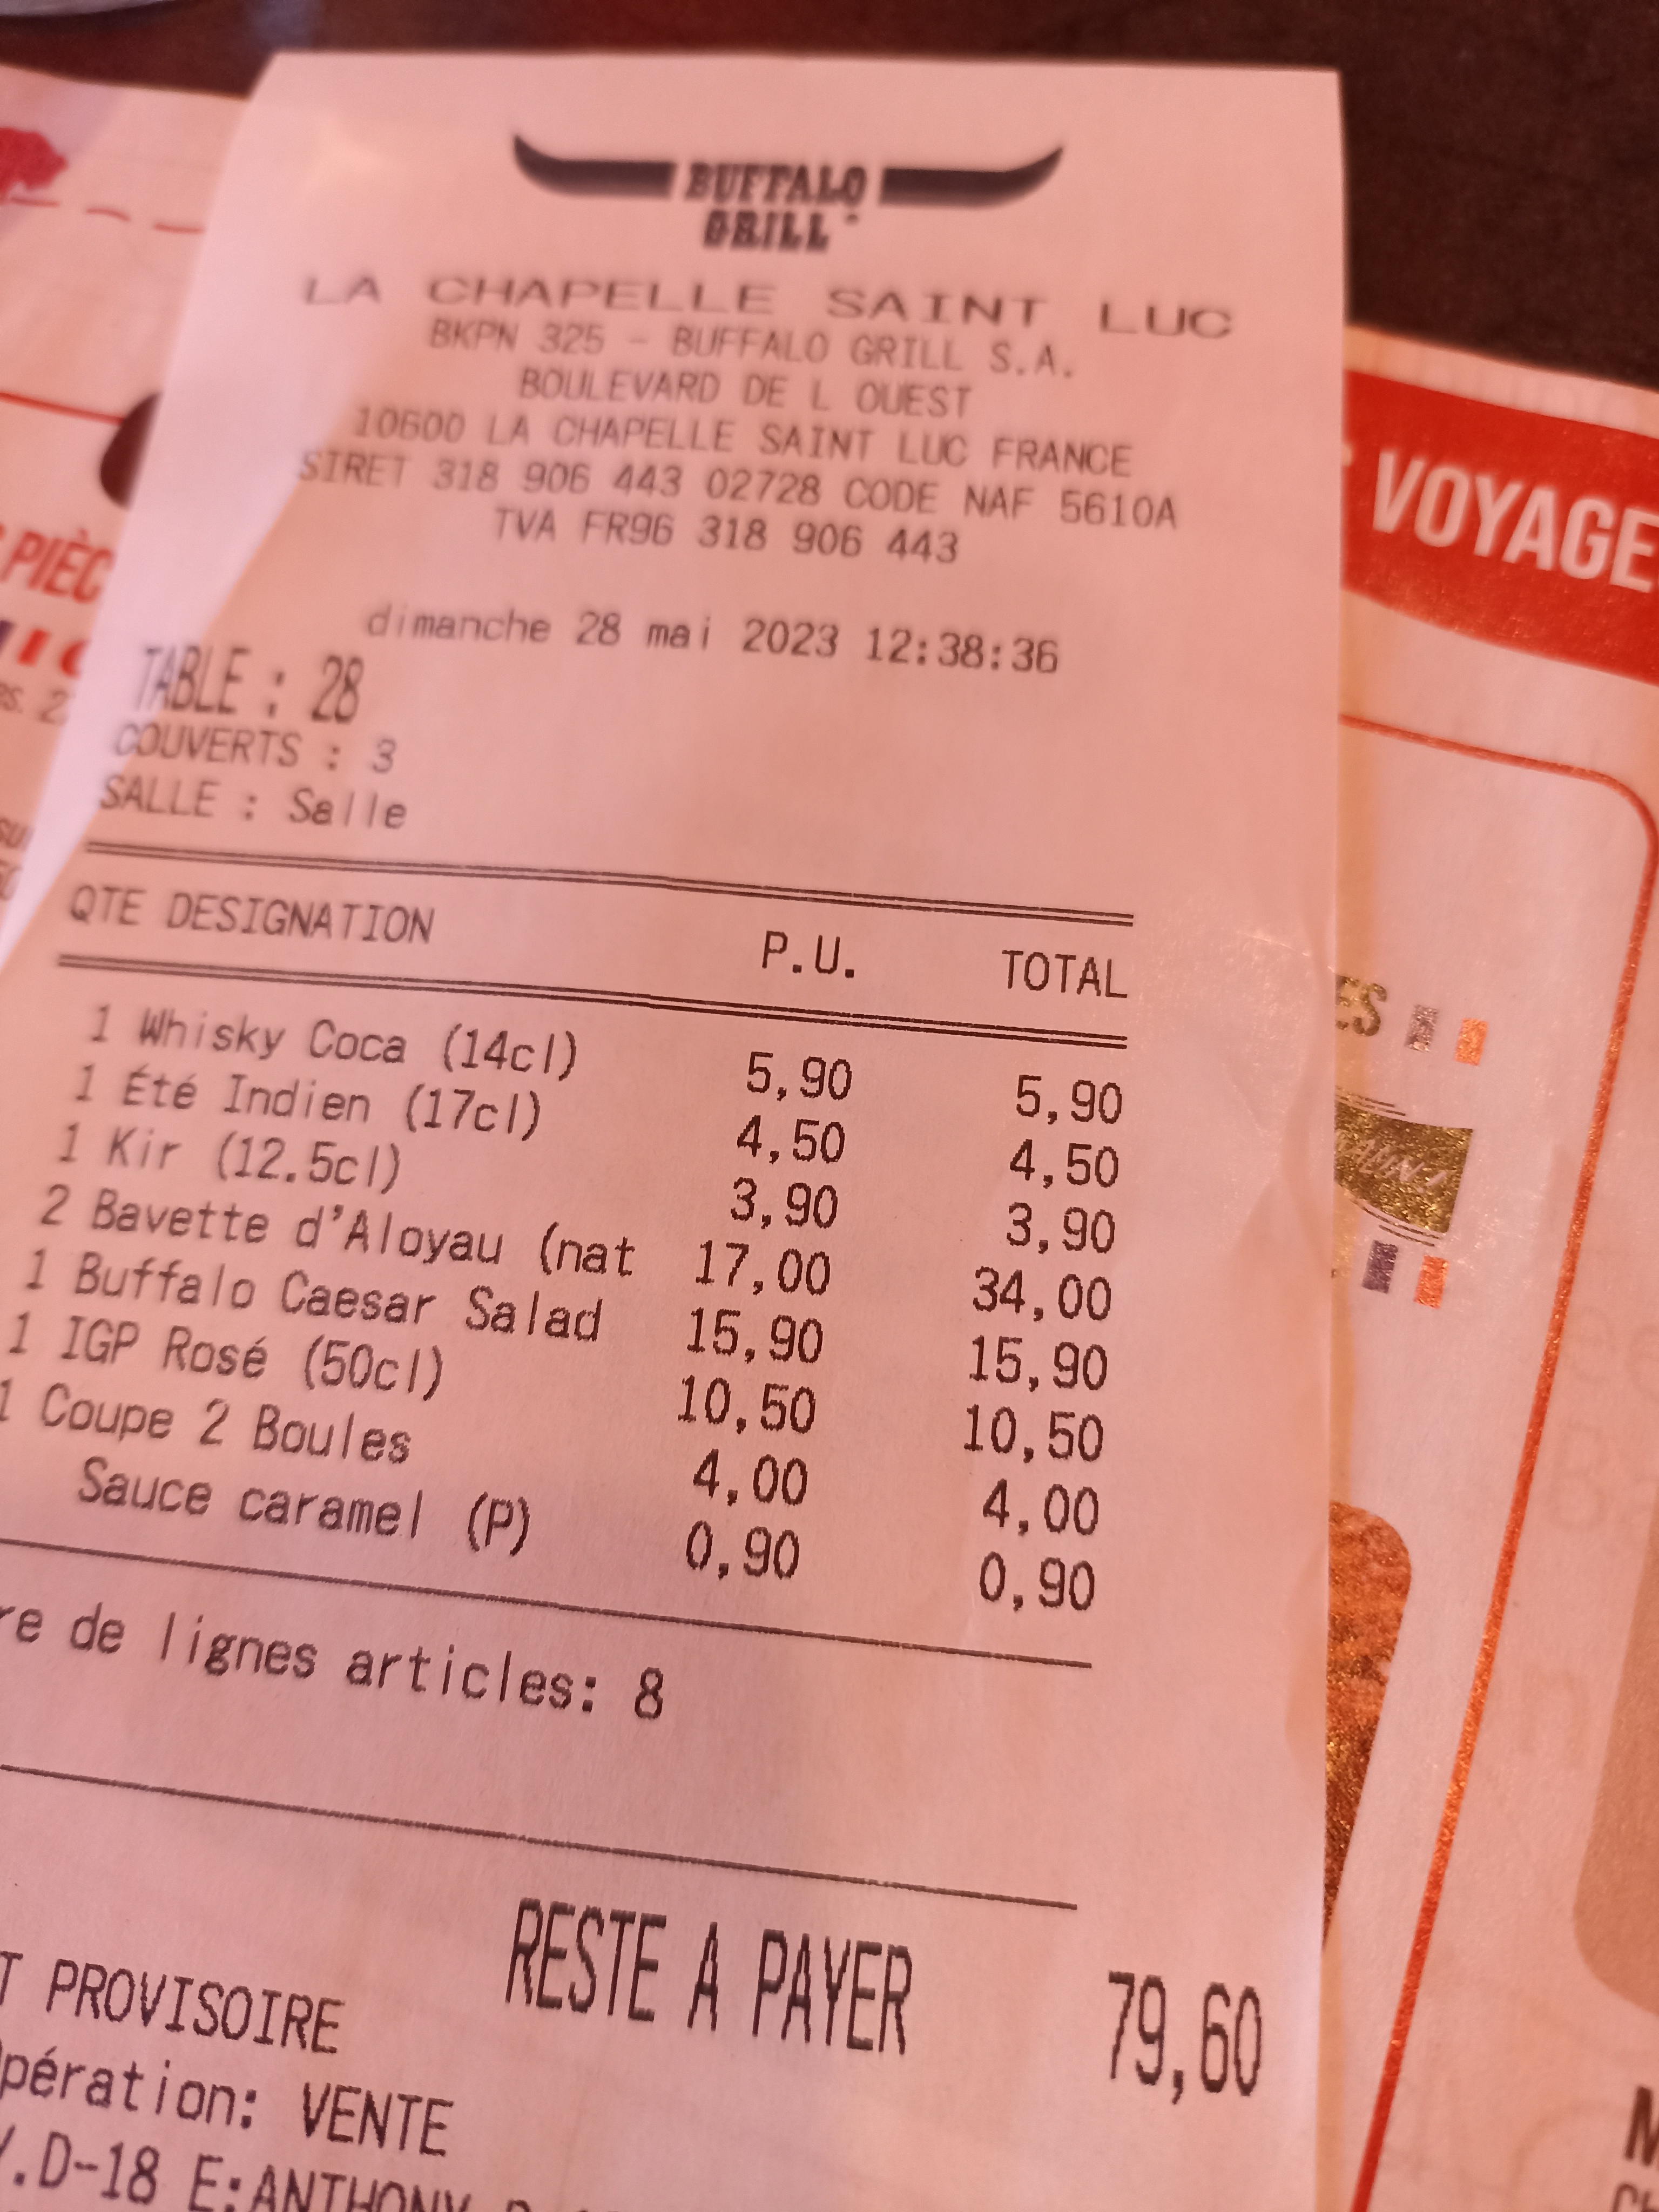 BUFFALO
GRILL
LA CHAPELLE SAINT LUC
BKPN 325 - BUFFALO GRILL S.A.
BOULEVARD DE L OUEST
10600 LA CHAPELLE SAINT LUC FRANCE
SIRET 318 906 443 02728 CODE NAF 5610A
TVA FR96 318 906 443
dimanche 28 mai 2023 12:38:36
TABLE : 28
COUVERTS : 3
SALLE : Salle
QTE DESIGNATION P.U. TOTAL
1 Whisky Coca (14cl) 5,90 5,90
1 Été Indien (17cl) 4,50 4,50
1 Kir (12.5cl) 3,90 3,90
2 Bavette d'Aloyau (nat 17,00 34,00
1 Buffalo Caesar Salad 15,90 15,90
1 IGP Rosé (50cl) 10,50 10,50
1 Coupe 2 Boules 4,00 4,00
Sauce caramel (P) 0,90 0,90
re de lignes articles: 8
RESTE A PAYER 79,60
T PROVISOIRE
pération: VENTE
.D-18 E:ANTHONY
PIÈC
VOYAGE
ES